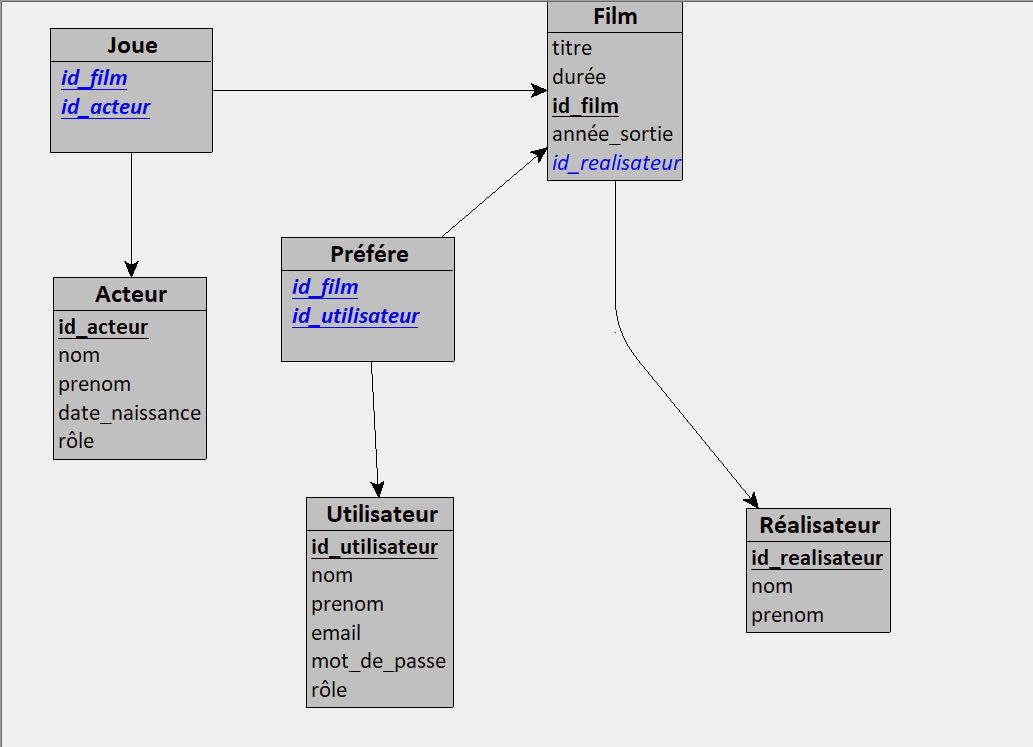 Film
titre
durée
id_film
année_sortie
id_realisateur
Joue
id_film
id_acteur
Préfére
id_film
id_utilisateur
Acteur
id_acteur
nom
prenom
date_naissance
rôle
Utilisateur
id_utilisateur
nom
prenom
email
mot_de_passe
rôle
Réalisateur
id_realisateur
nom
prenom